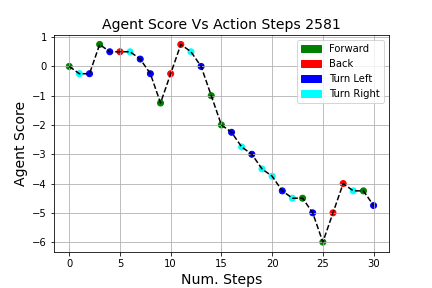 Agent Score Vs Action Steps 2581
1
0
−1
−2
−3
−4
−5
−6
Agent Score
Forward
Back
Turn Left
Turn Right
0 5 10 15 20 25 30
Num. Steps